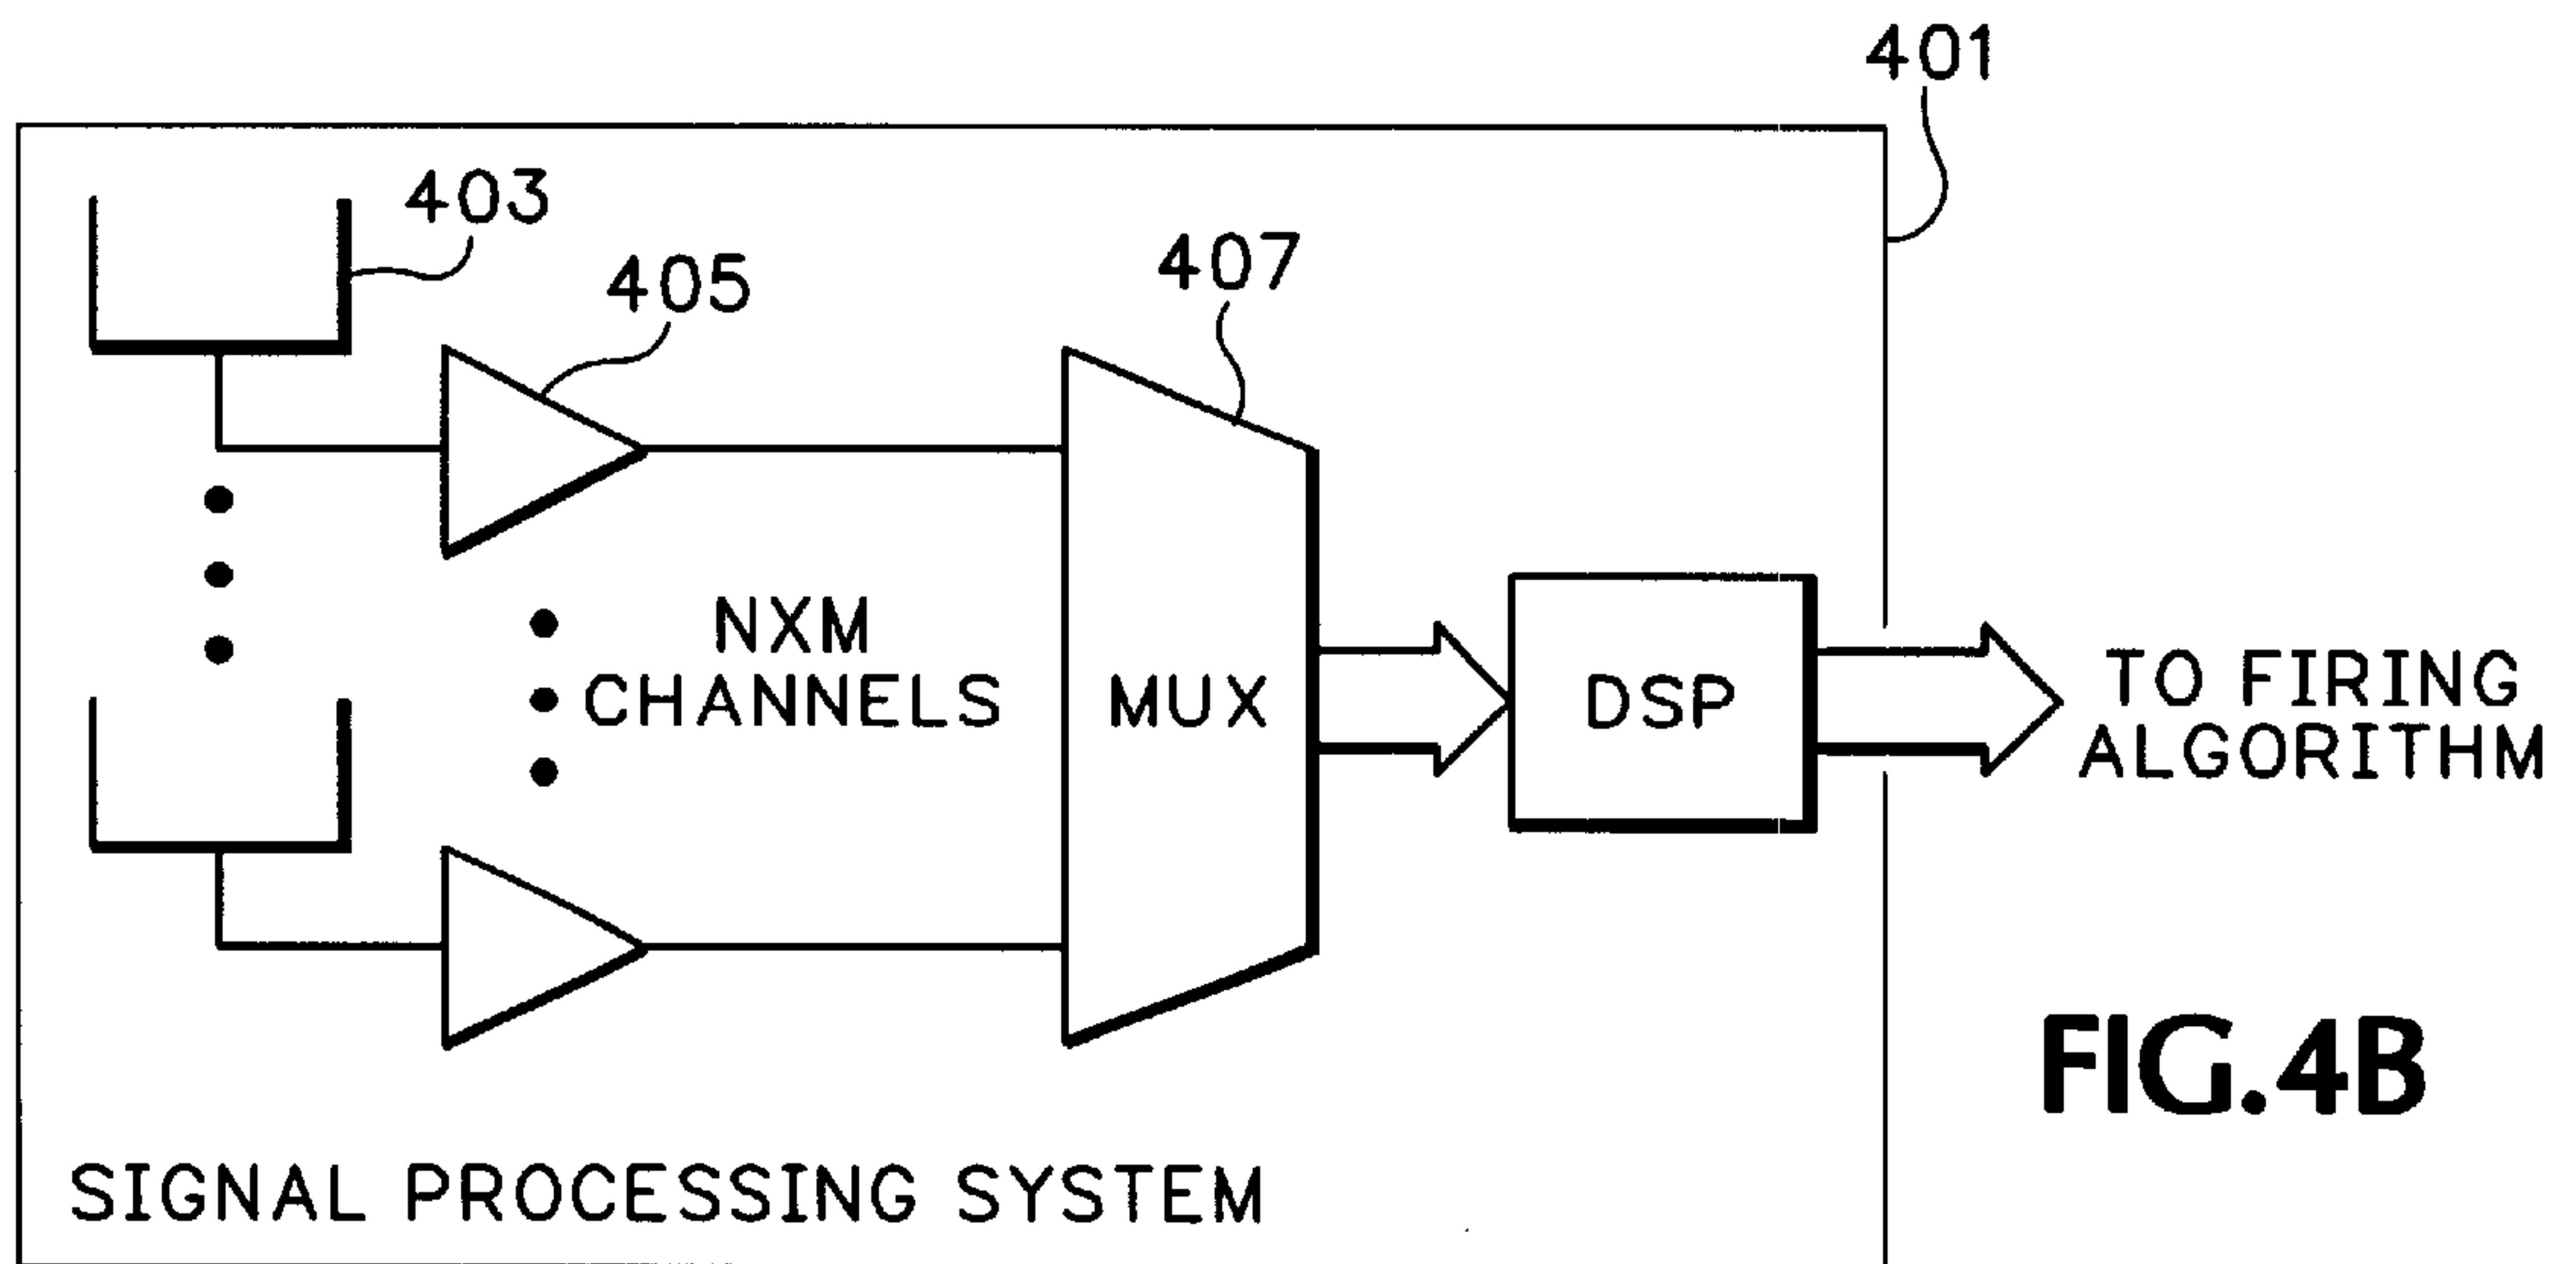 401
403
405
407
NXM
CHANNELS
MUX
DSP
TO FIRING
ALGORITHM
FIG.4B
SIGNAL PROCESSING SYSTEM